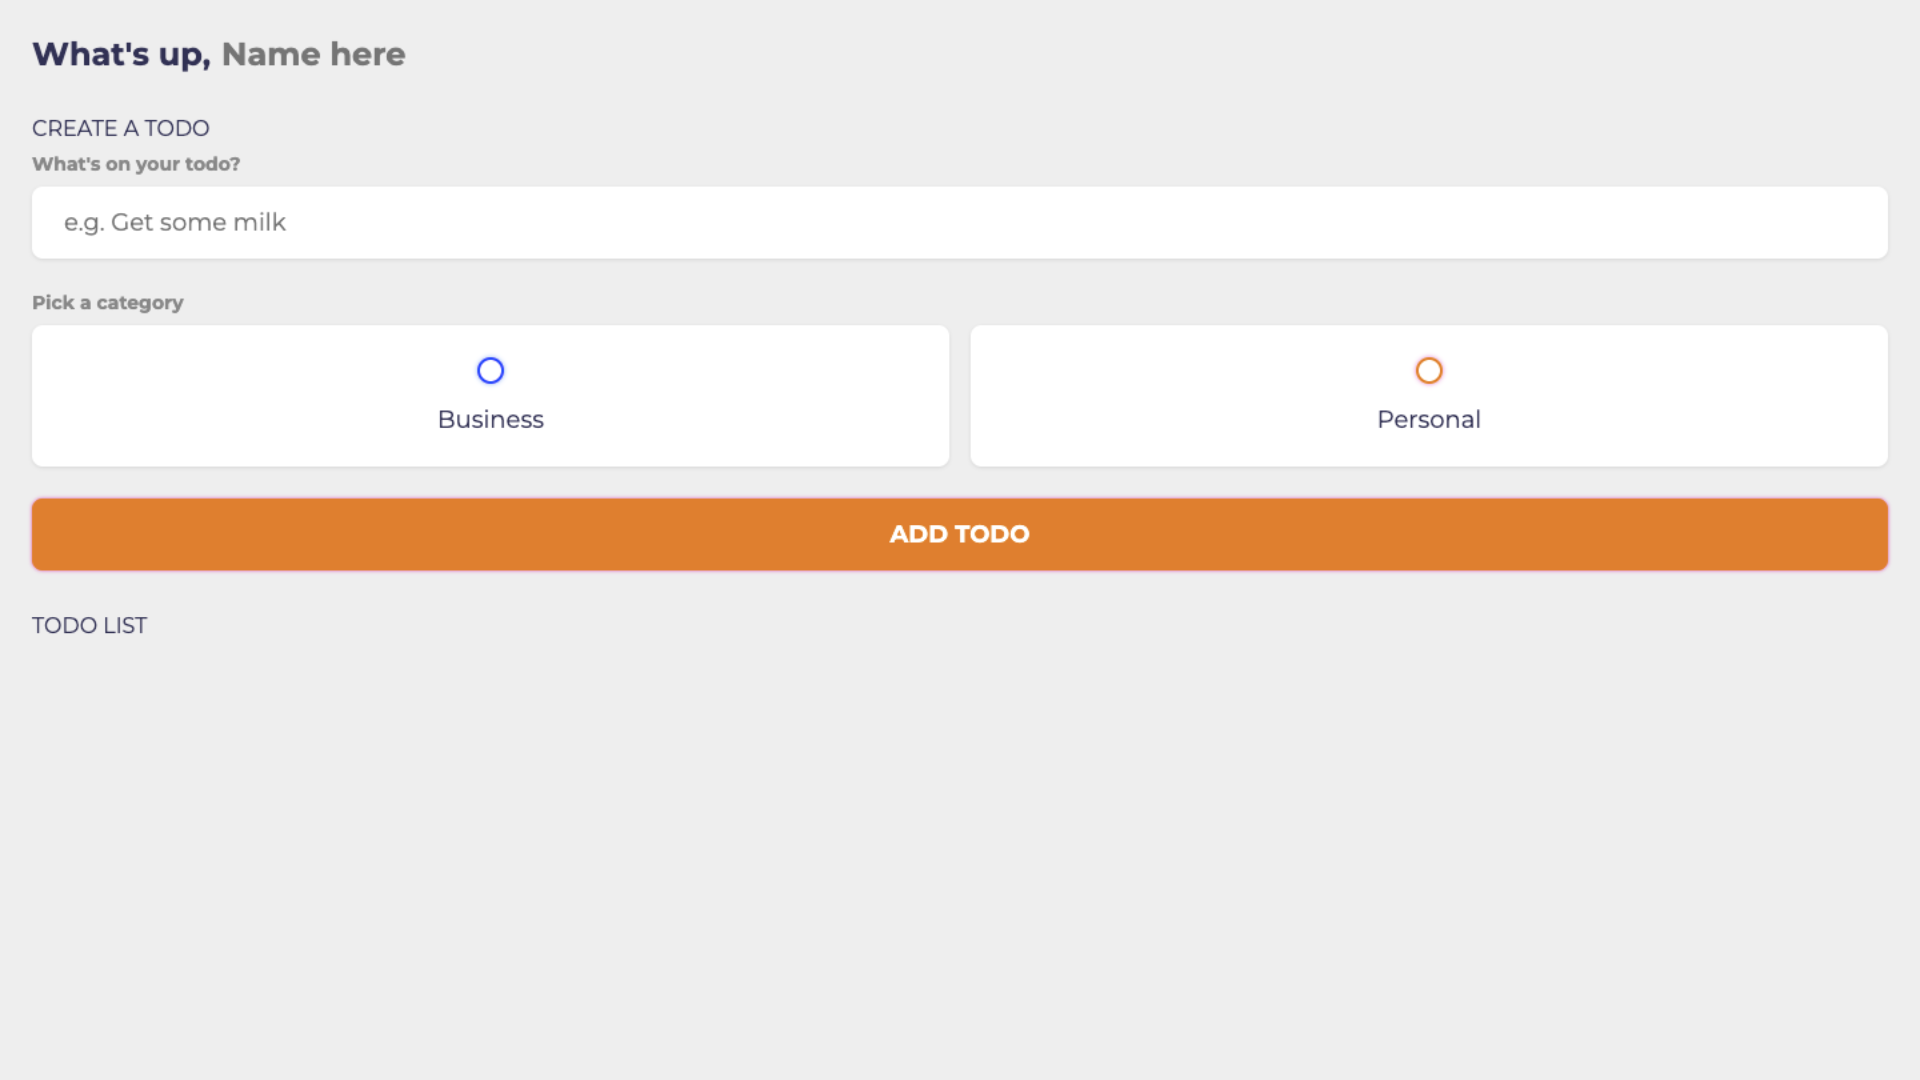 What's up, Name here
CREATE A TODO
What's on your todo?
e.g. Get some milk
Pick a category
Business
Personal
ADD TODO
TODO LIST